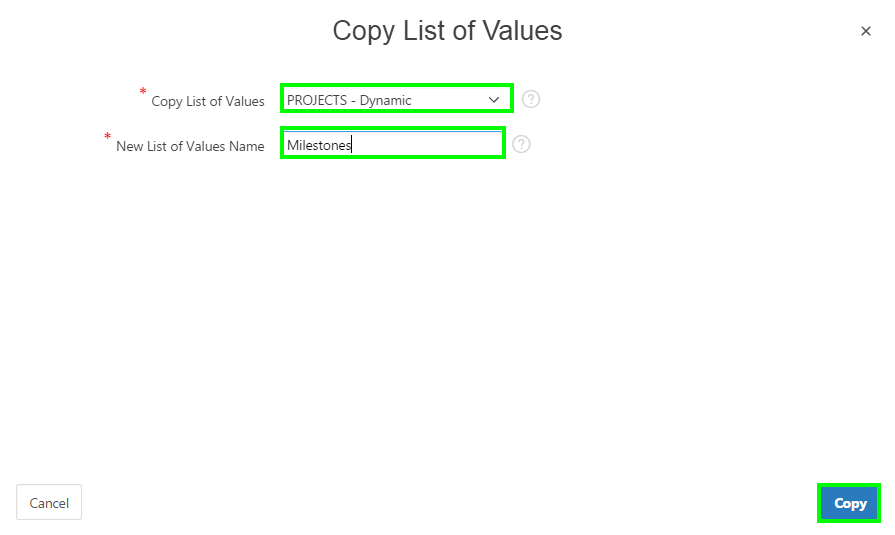 Copy List of Values
×
* Copy List of Values PROJECTS - Dynamic ?
* New List of Values Name Milestones ?
Cancel Copy